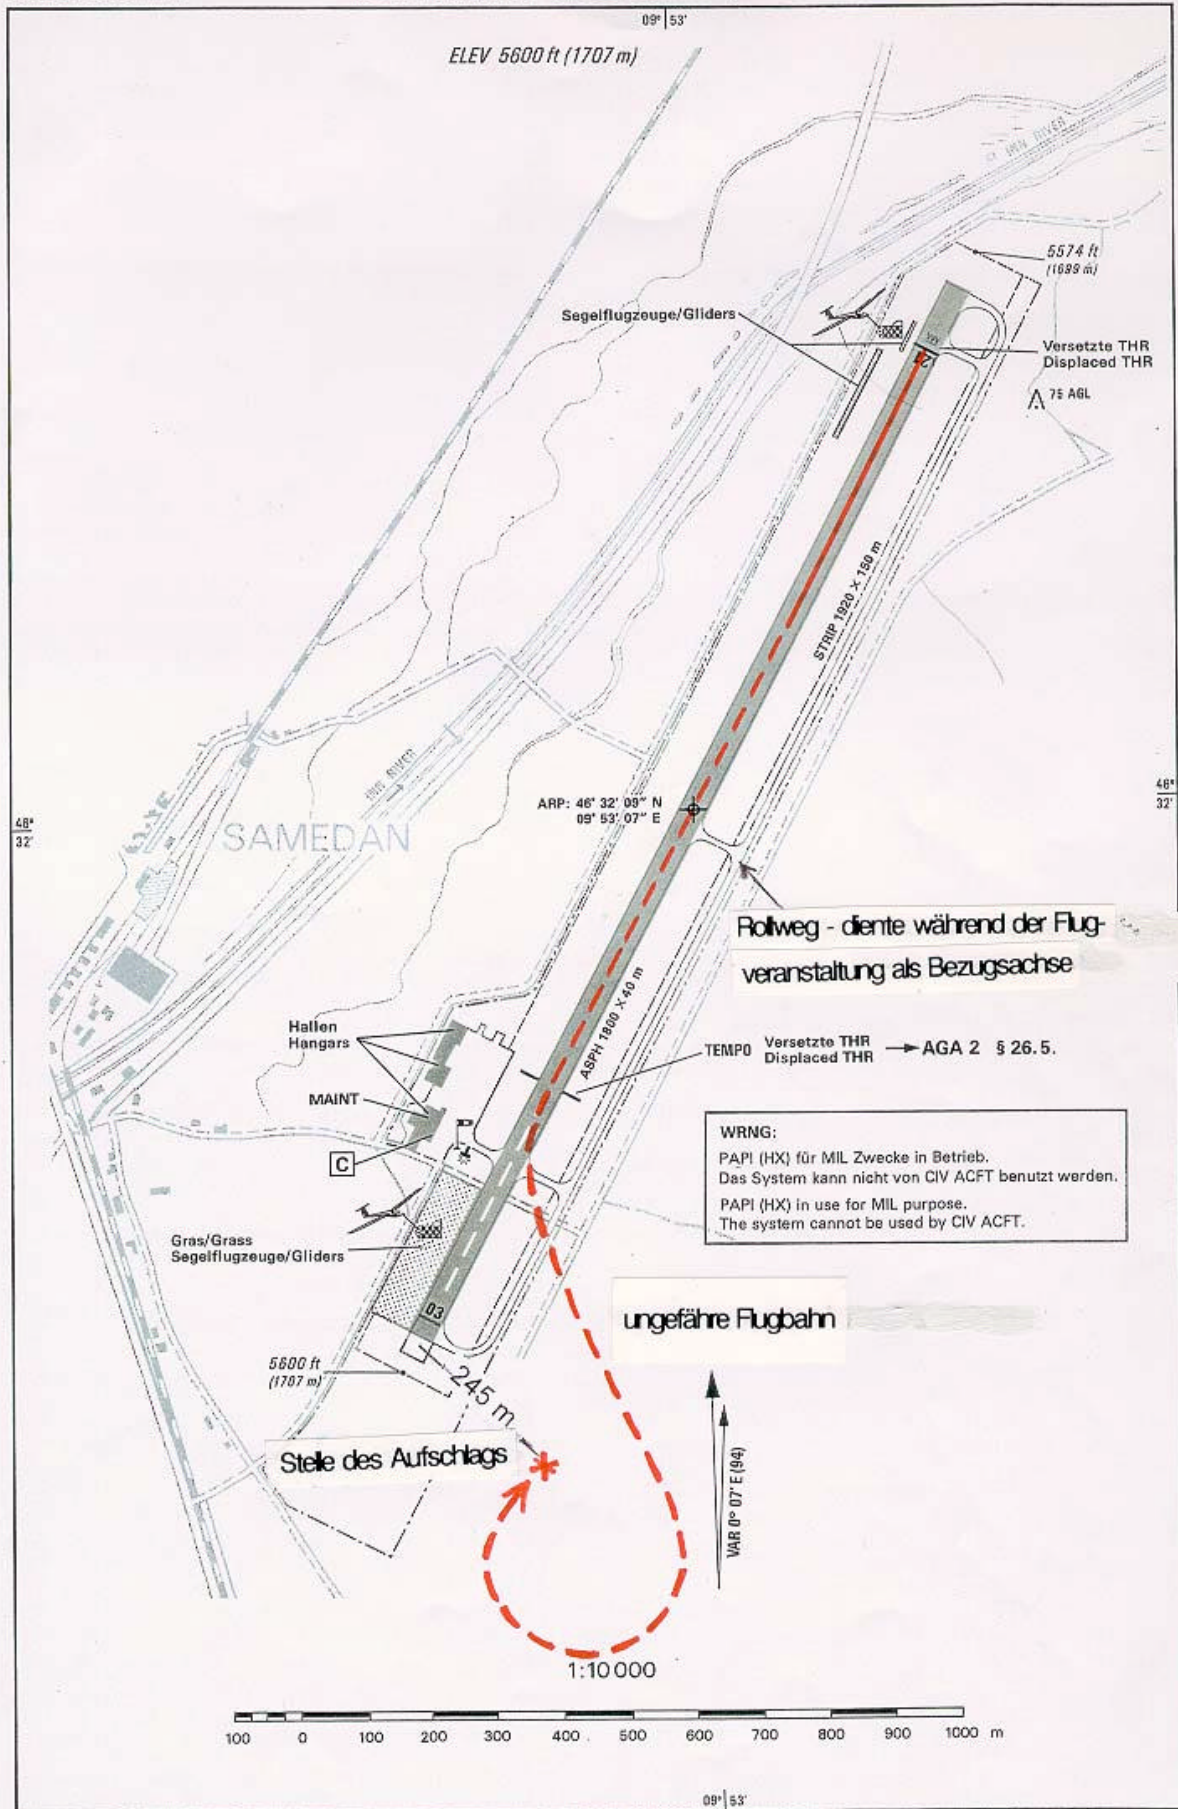 09° 53'
ELEV 5600 ft (1707 m)
INN RIVER
5574 ft
(1699 m)
Segelflugzeuge/Gliders
Versetzte THR
Displaced THR
21
75 AGL
STRIP 1920 X 150 m
INN RIVER
ARP: 46° 32' 09" N
09° 53' 07" E
46°
32'
46°
32'
SAMEDAN
Rollweg - diente während der Flug-
veranstaltung als Bezugsachse
ASPH 1800 X 40 m
Hallen
Hangars
TEMPO Versetzte THR
Displaced THR
AGA 2 § 26.5.
MAINT
C
WRNG:
PAPI (HX) für MIL Zwecke in Betrieb.
Das System kann nicht von CIV ACFT benutzt werden.
PAPI (HX) in use for MIL purpose.
The system cannot be used by CIV ACFT.
Gras/Grass
Segelflugzeuge/Gliders
03
ungefähre Flugbahn
5600 ft
(1707 m)
245 m
Stelle des Aufschlags
VAR 0° 07' E (94)
1:10 000
100 0 100 200 300 400 500 600 700 800 900 1000 m
09° 53'